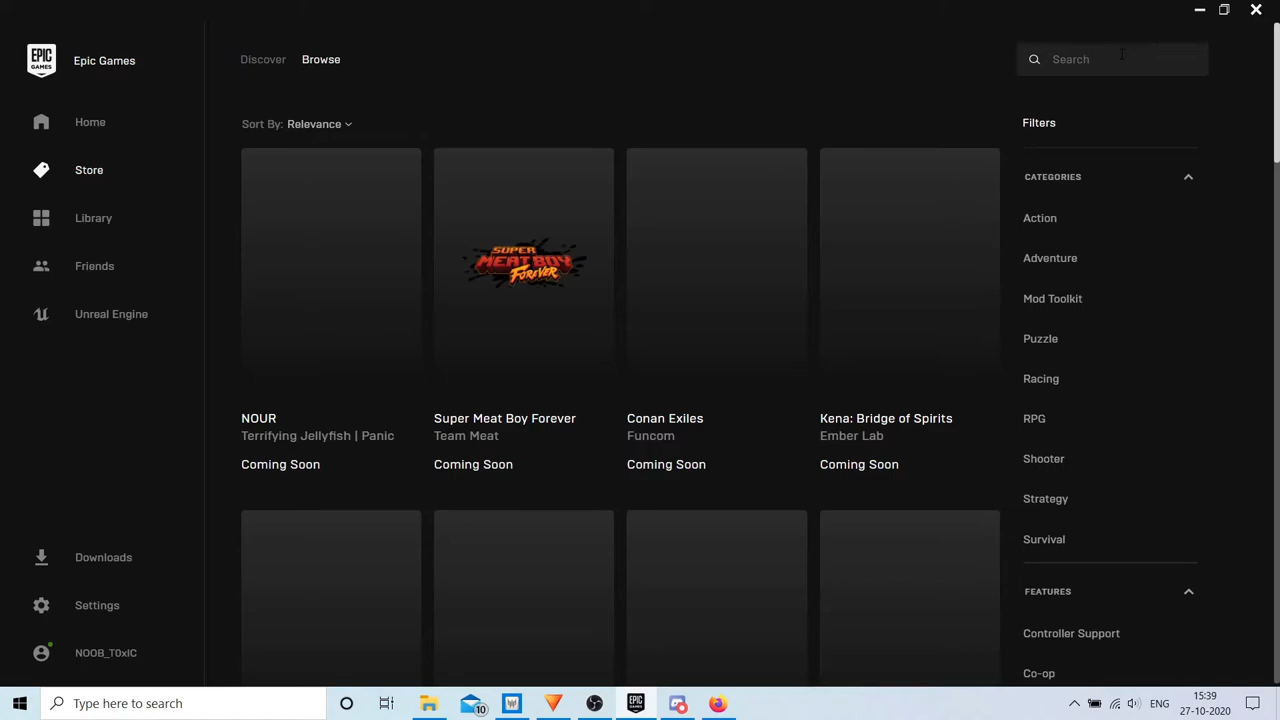 EPIC GAMES
Epic Games
Home
Store
Library
Friends
Unreal Engine
Downloads
Settings
NOOB_T0xIC
Discover
Browse
Sort By: Relevance
SUPER MEAT BOY FOREVER
NOUR
Terrifying Jellyfish | Panic
Coming Soon
Super Meat Boy Forever
Team Meat
Coming Soon
Conan Exiles
Funcom
Coming Soon
Kena: Bridge of Spirits
Ember Lab
Coming Soon
Search
Filters
CATEGORIES
Action
Adventure
Mod Toolkit
Puzzle
Racing
RPG
Shooter
Strategy
Survival
FEATURES
Controller Support
Co-op
Type here to search
10
EPIC GAMES
ENG
15:39
27-10-2020